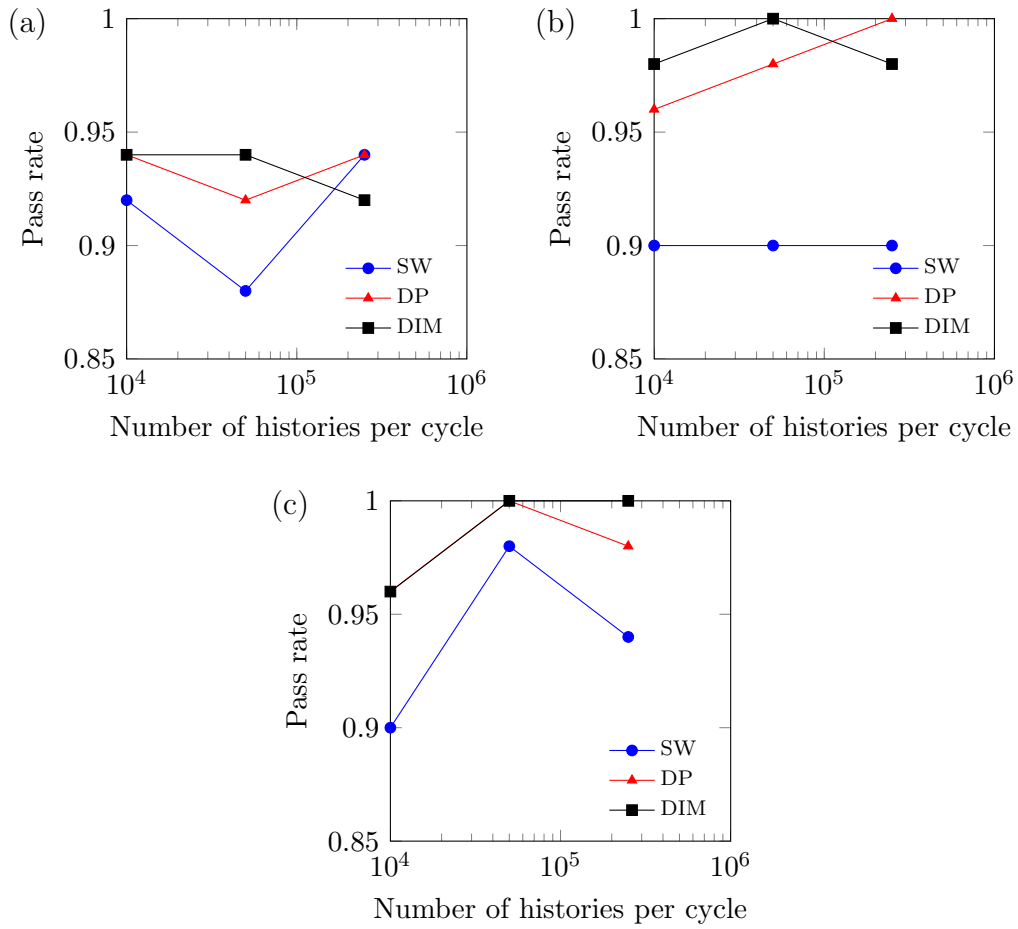 (a)
1
0.95
0.9
0.85
Pass rate
10^4
10^5
10^6
Number of histories per cycle
SW
DP
DIM
(b)
1
0.95
0.9
0.85
Pass rate
10^4
10^5
10^6
Number of histories per cycle
SW
DP
DIM
(c)
1
0.95
0.9
0.85
Pass rate
10^4
10^5
10^6
Number of histories per cycle
SW
DP
DIM